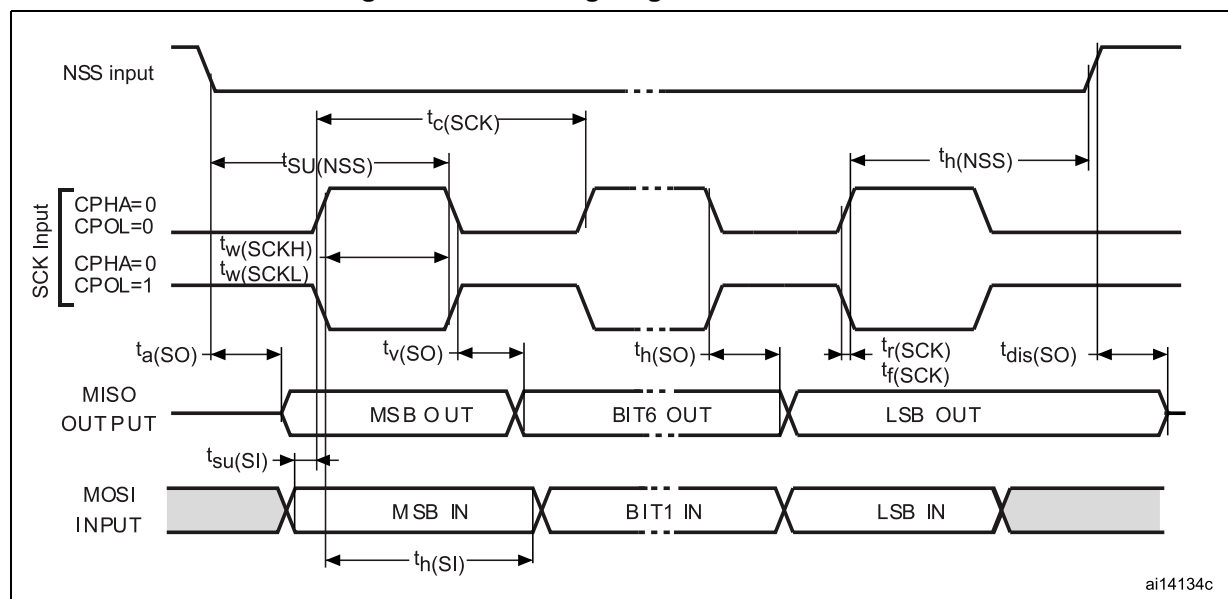 NSS input
tc(SCK)
tSU(NSS)
th(NSS)
SCK Input
CPHA=0
CPOL=0
tw(SCKH)
CPHA=0
tw(SCKL)
CPOL=1
ta(SO)
tv(SO)
th(SO)
tr(SCK)
tf(SCK)
tdis(SO)
MISO
OUTPUT
MSB OUT
BIT6 OUT
LSB OUT
tsu(SI)
MOSI
INPUT
MSB IN
BIT1 IN
LSB IN
th(SI)
ai14134c